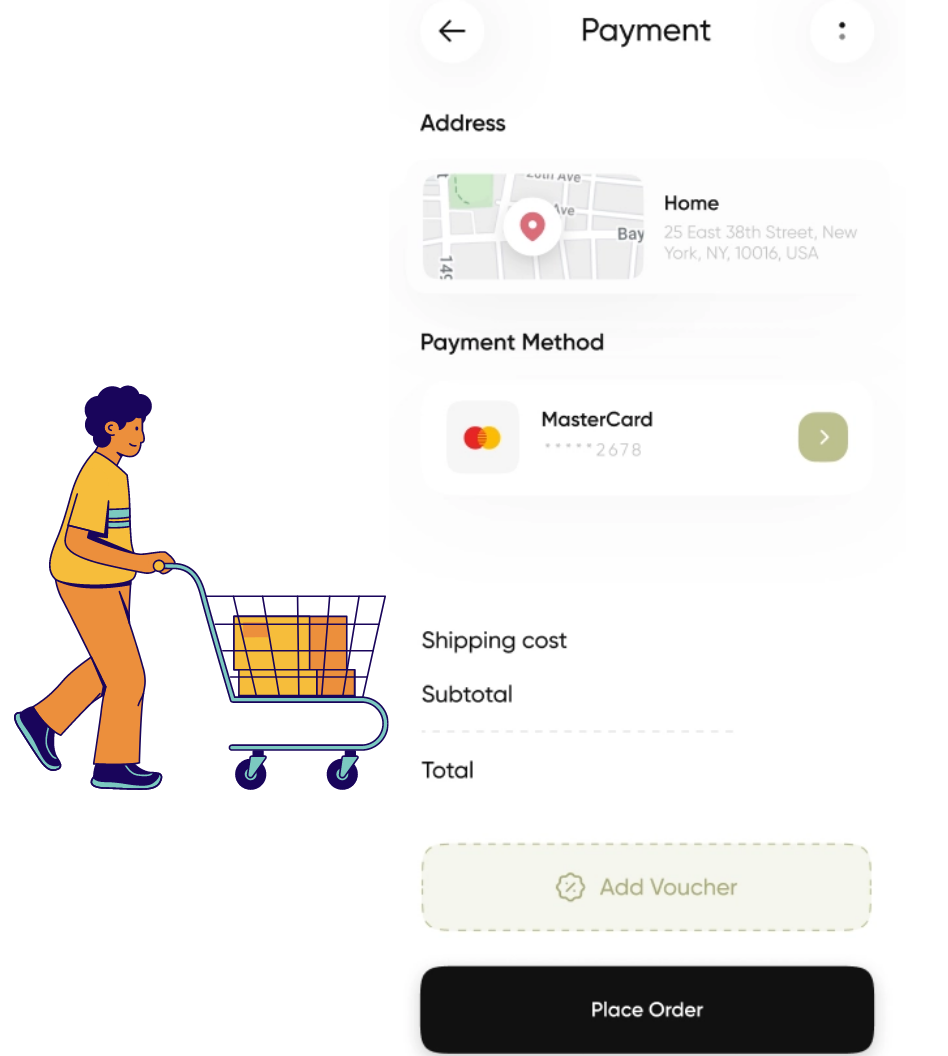 Payment
Address
20th Ave
Ave
Bay
149
Home
25 East 38th Street, New
York, NY, 10016, USA
Payment Method
MasterCard
*****2678
Shipping cost
Subtotal
Total
Add Voucher
Place Order